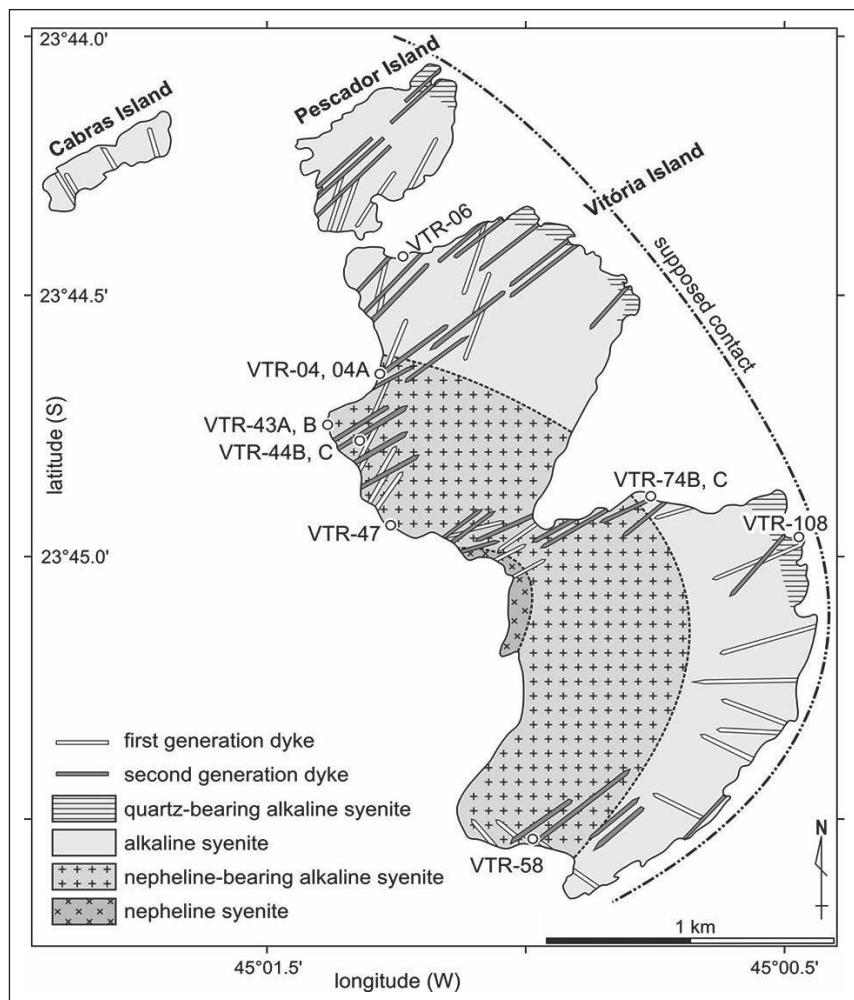 23°44.0'
Cabras Island
Pescador Island
Vitória Island
supposed contact
VTR-06
23°44.5'
VTR-04, 04A
VTR-43A, B
VTR-44B, C
VTR-74B, C
VTR-47
VTR-108
23°45.0'
latitude (S)
first generation dyke
second generation dyke
quartz-bearing alkaline syenite
alkaline syenite
nepheline-bearing alkaline syenite
nepheline syenite
VTR-58
N
1 km
45°01.5'
45°00.5'
longitude (W)